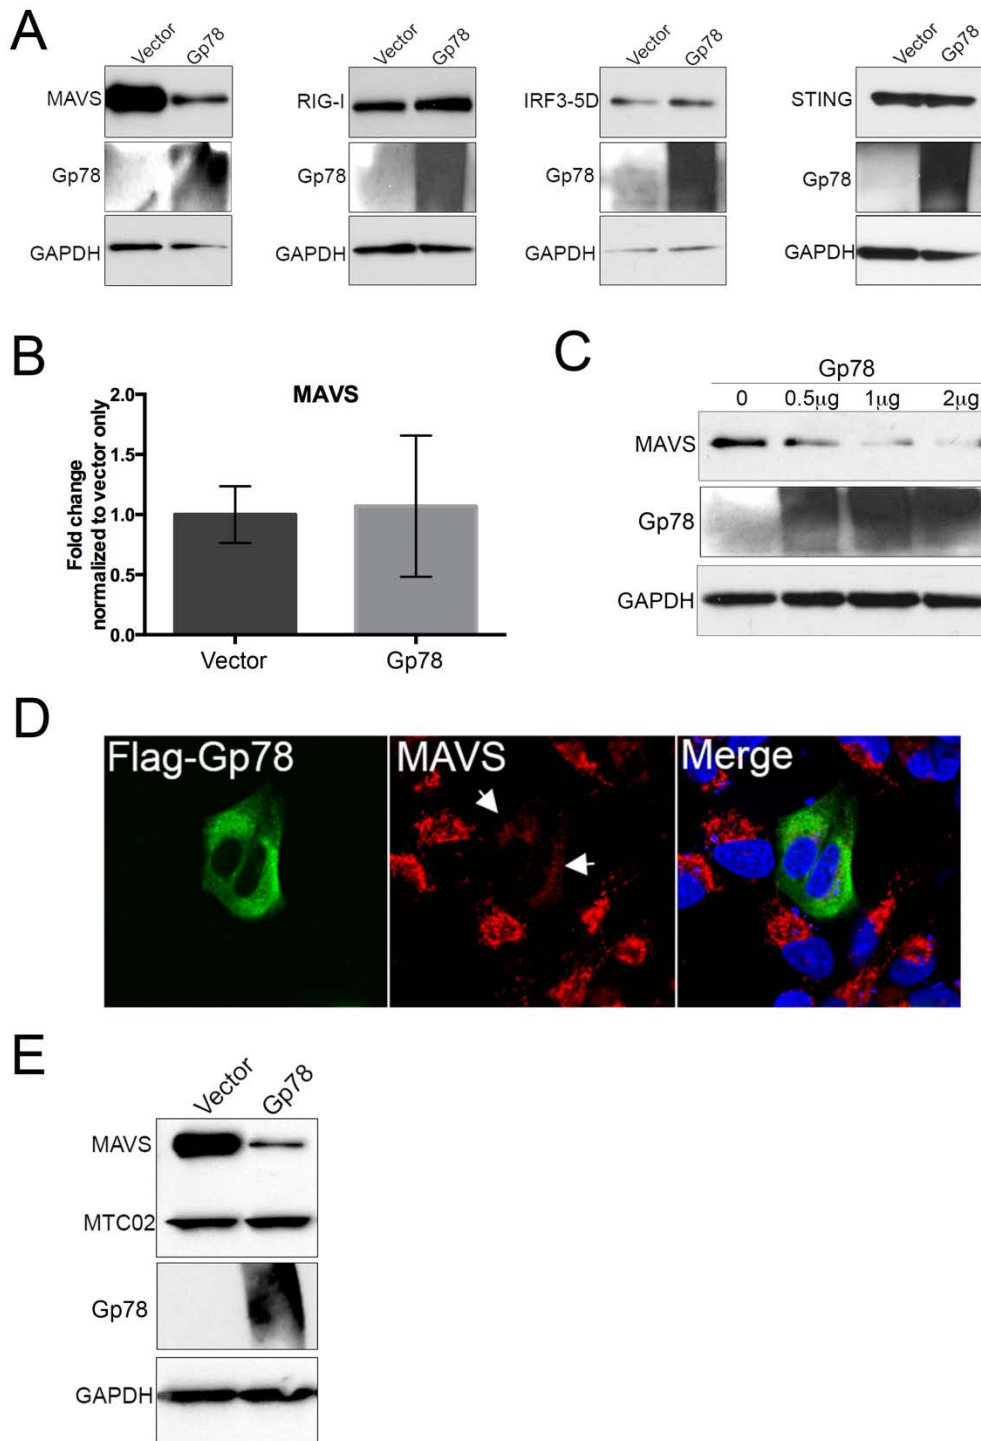 A
Vector Gp78
MAVS
Gp78
GAPDH
Vector Gp78
RIG-I
Gp78
GAPDH
Vector Gp78
IRF3-5D
Gp78
GAPDH
Vector Gp78
STING
Gp78
GAPDH
B
MAVS
Fold change
normalized to vector only
2.0
1.5
1.0
0.5
0.0
Vector Gp78
C
Gp78
0 0.5µg 1µg 2µg
MAVS
Gp78
GAPDH
D
Flag-Gp78 MAVS Merge
E
Vector Gp78
MAVS
MTC02
Gp78
GAPDH